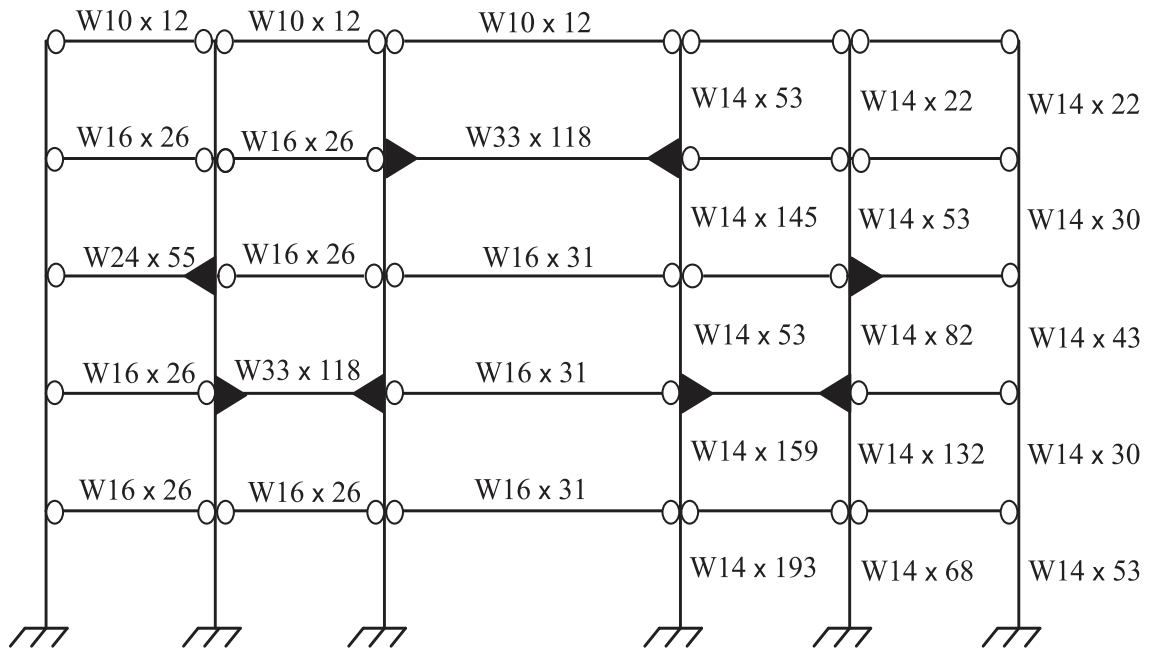 W10 x 12 W10 x 12 W10 x 12
W14 x 53 W14 x 22 W14 x 22
W16 x 26 W16 x 26 W33 x 118
W14 x 145 W14 x 53 W14 x 30
W24 x 55 W16 x 26 W16 x 31
W14 x 53 W14 x 82 W14 x 43
W16 x 26 W33 x 118 W16 x 31
W14 x 159 W14 x 132 W14 x 30
W16 x 26 W16 x 26 W16 x 31
W14 x 193 W14 x 68 W14 x 53